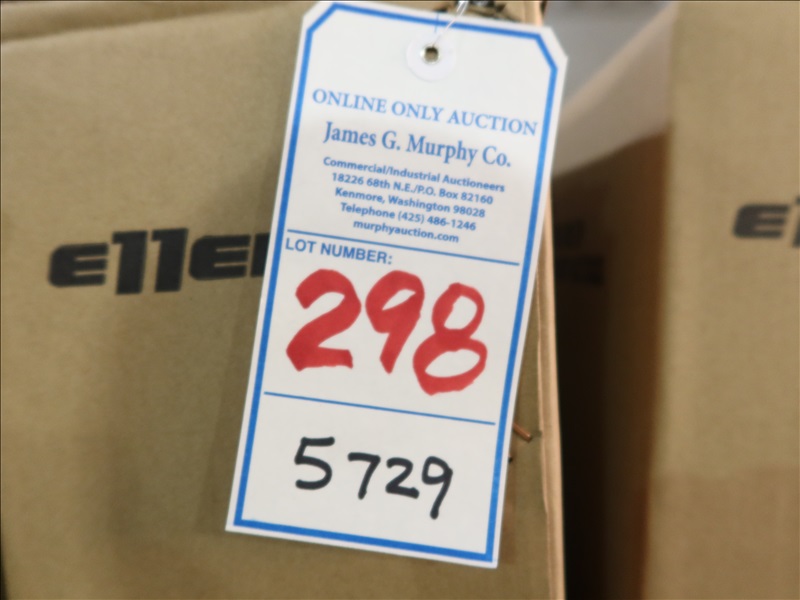 ONLINE ONLY AUCTION
James G. Murphy Co.
Commercial/Industrial Auctioneers
18226 68th N.E./P.O. Box 82160
Kenmore, Washington 98028
Telephone (425) 486-1246
murphyauction.com
LOT NUMBER:
298
5729